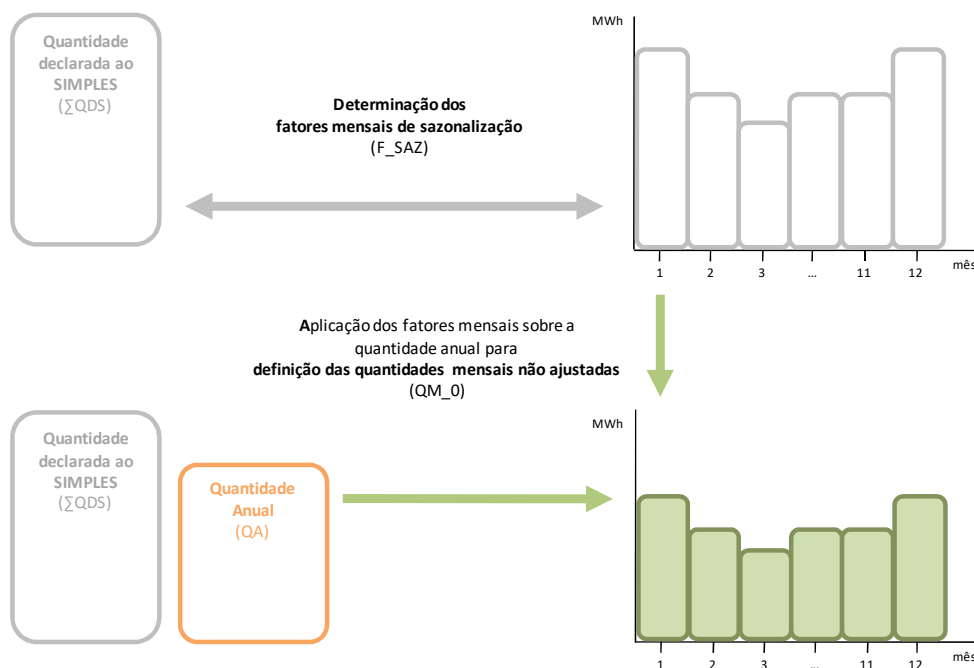 Quantidade
declarada ao
SIMPLES
(∑QDS)
Determinação dos
fatores mensais de sazonalização
(F_SAZ)
MWh
1 2 3 ... 11 12
mês
Aplicação dos fatores mensais sobre a
quantidade anual para
definição das quantidades mensais não ajustadas
(QM_0)
Quantidade
declarada ao
SIMPLES
(∑QDS)
Quantidade
Anual
(QA)
MWh
1 2 3 ... 11 12
mês